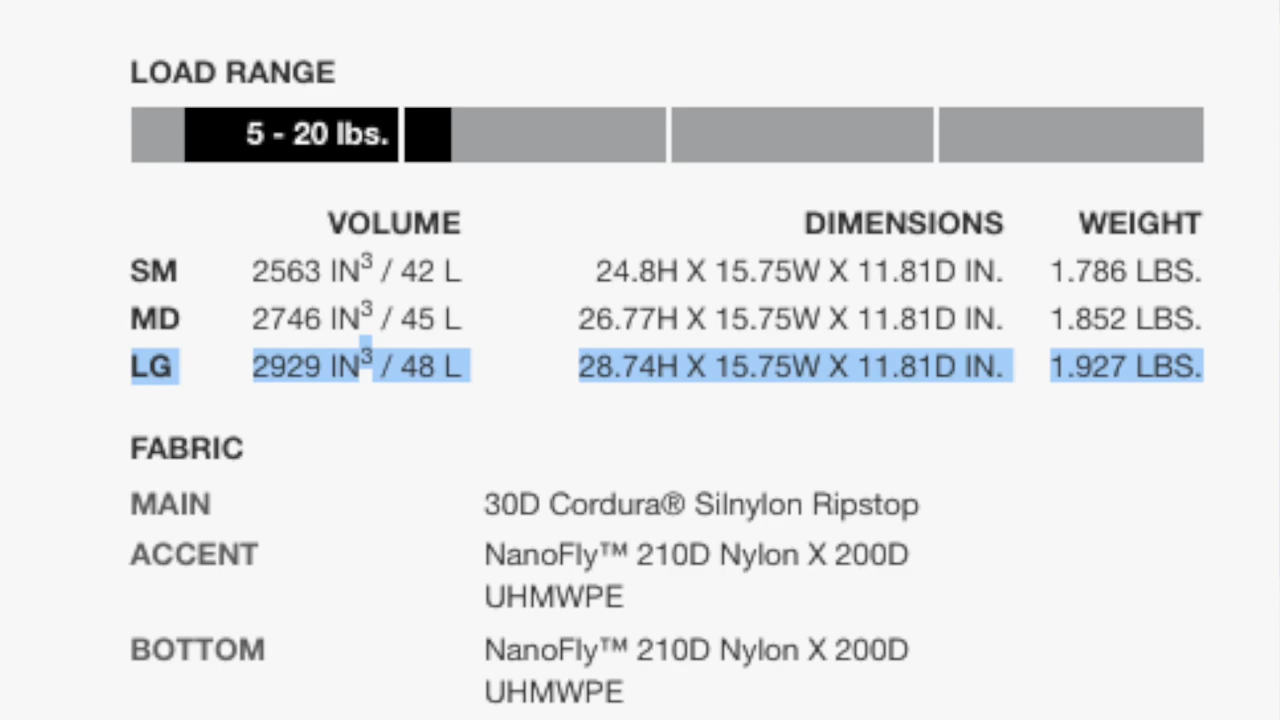 LOAD RANGE
5 - 20 lbs.
VOLUME DIMENSIONS WEIGHT
SM 2563 IN³ / 42 L 24.8H X 15.75W X 11.81D IN. 1.786 LBS.
MD 2746 IN³ / 45 L 26.77H X 15.75W X 11.81D IN. 1.852 LBS.
LG 2929 IN³ / 48 L 28.74H X 15.75W X 11.81D IN. 1.927 LBS.
FABRIC
MAIN 30D Cordura® Silnylon Ripstop
ACCENT NanoFly™ 210D Nylon X 200D
UHMWPE
BOTTOM NanoFly™ 210D Nylon X 200D
UHMWPE